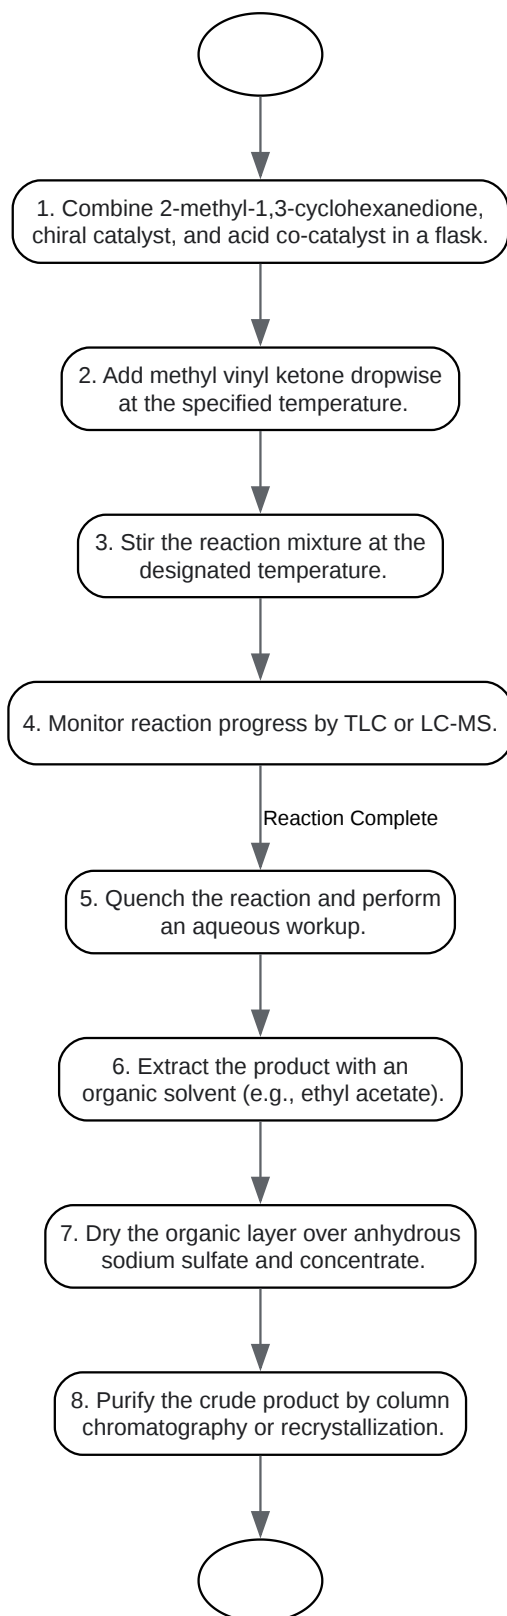 1. Combine 2-methyl-1,3-cyclohexanedione,
chiral catalyst, and acid co-catalyst in a flask.
2. Add methyl vinyl ketone dropwise
at the specified temperature.
3. Stir the reaction mixture at the
designated temperature.
4. Monitor reaction progress by TLC or LC-MS.
Reaction Complete
5. Quench the reaction and perform
an aqueous workup.
6. Extract the product with an
organic solvent (e.g., ethyl acetate).
7. Dry the organic layer over anhydrous
sodium sulfate and concentrate.
8. Purify the crude product by column
chromatography or recrystallization.